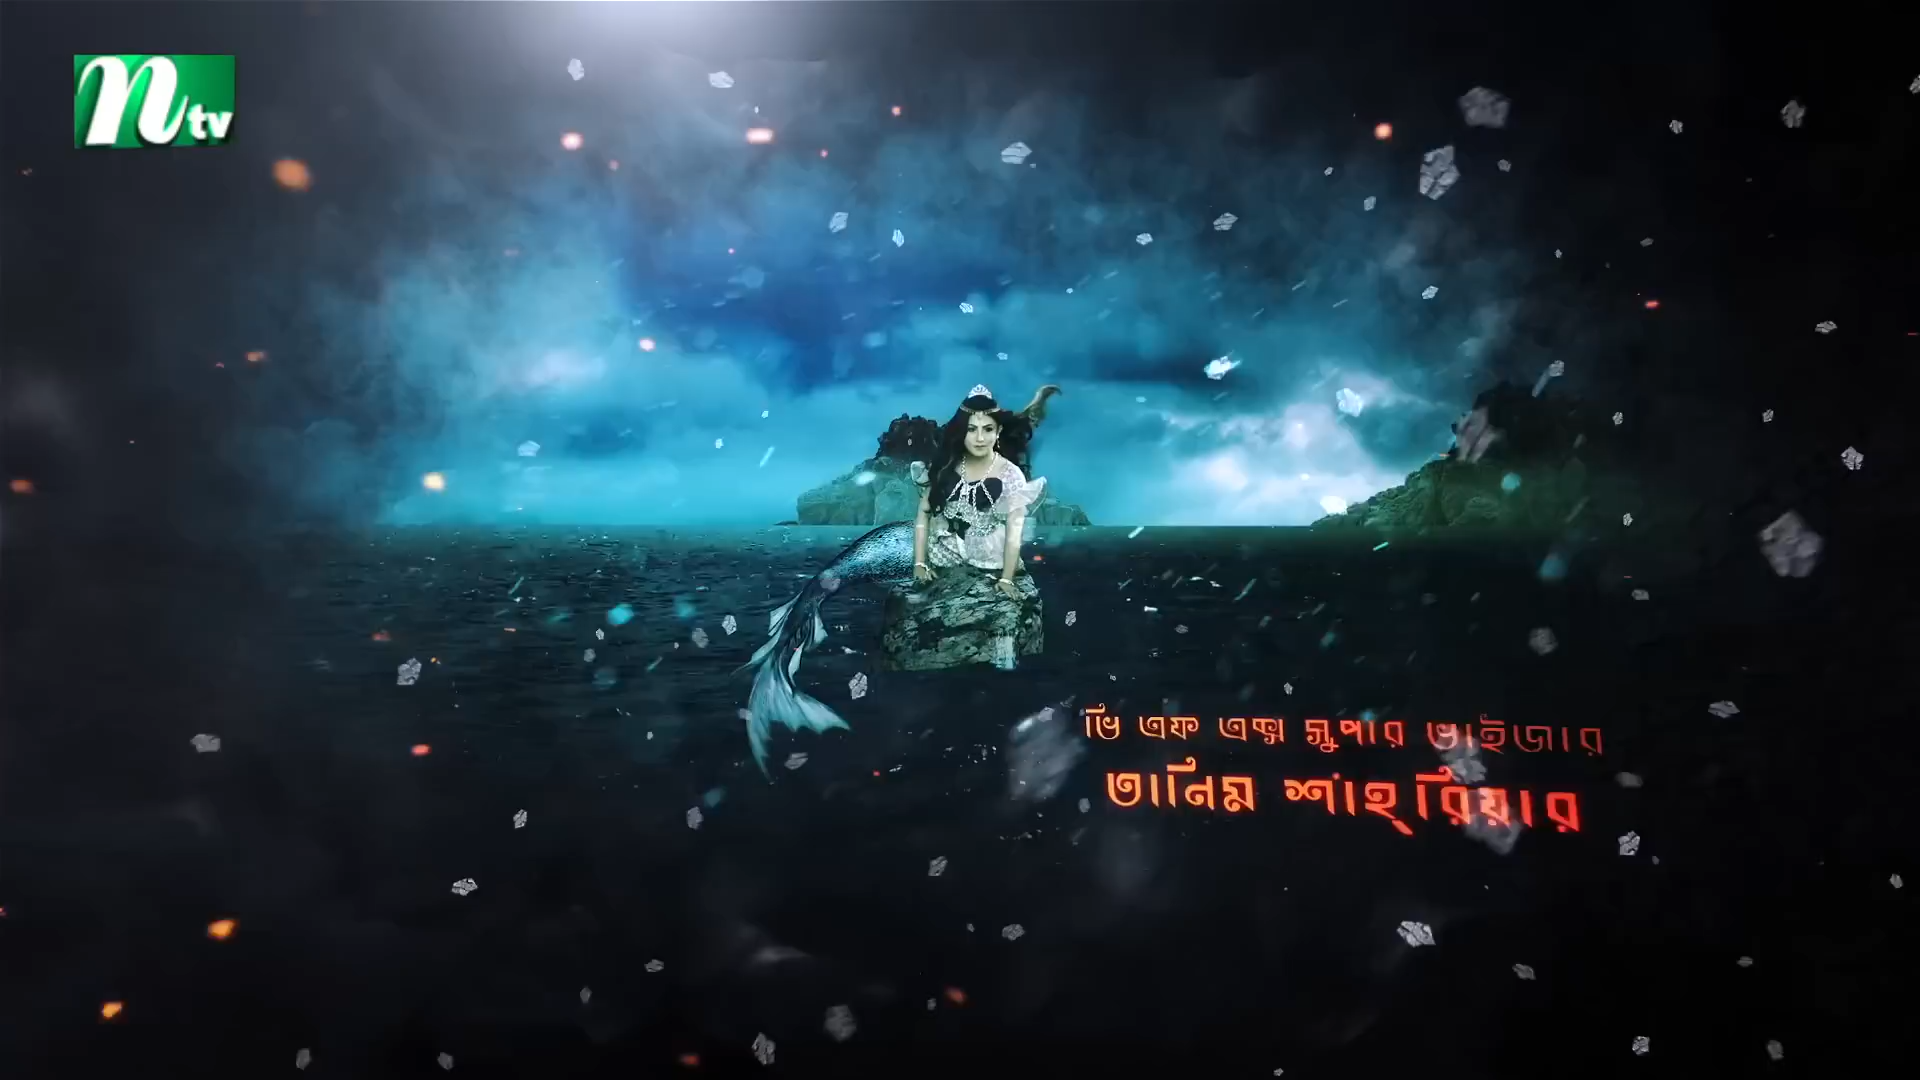 ntv
ভি এফ এক্স সুপার ভাইজার
তানিম শাহ্‌রিয়ার